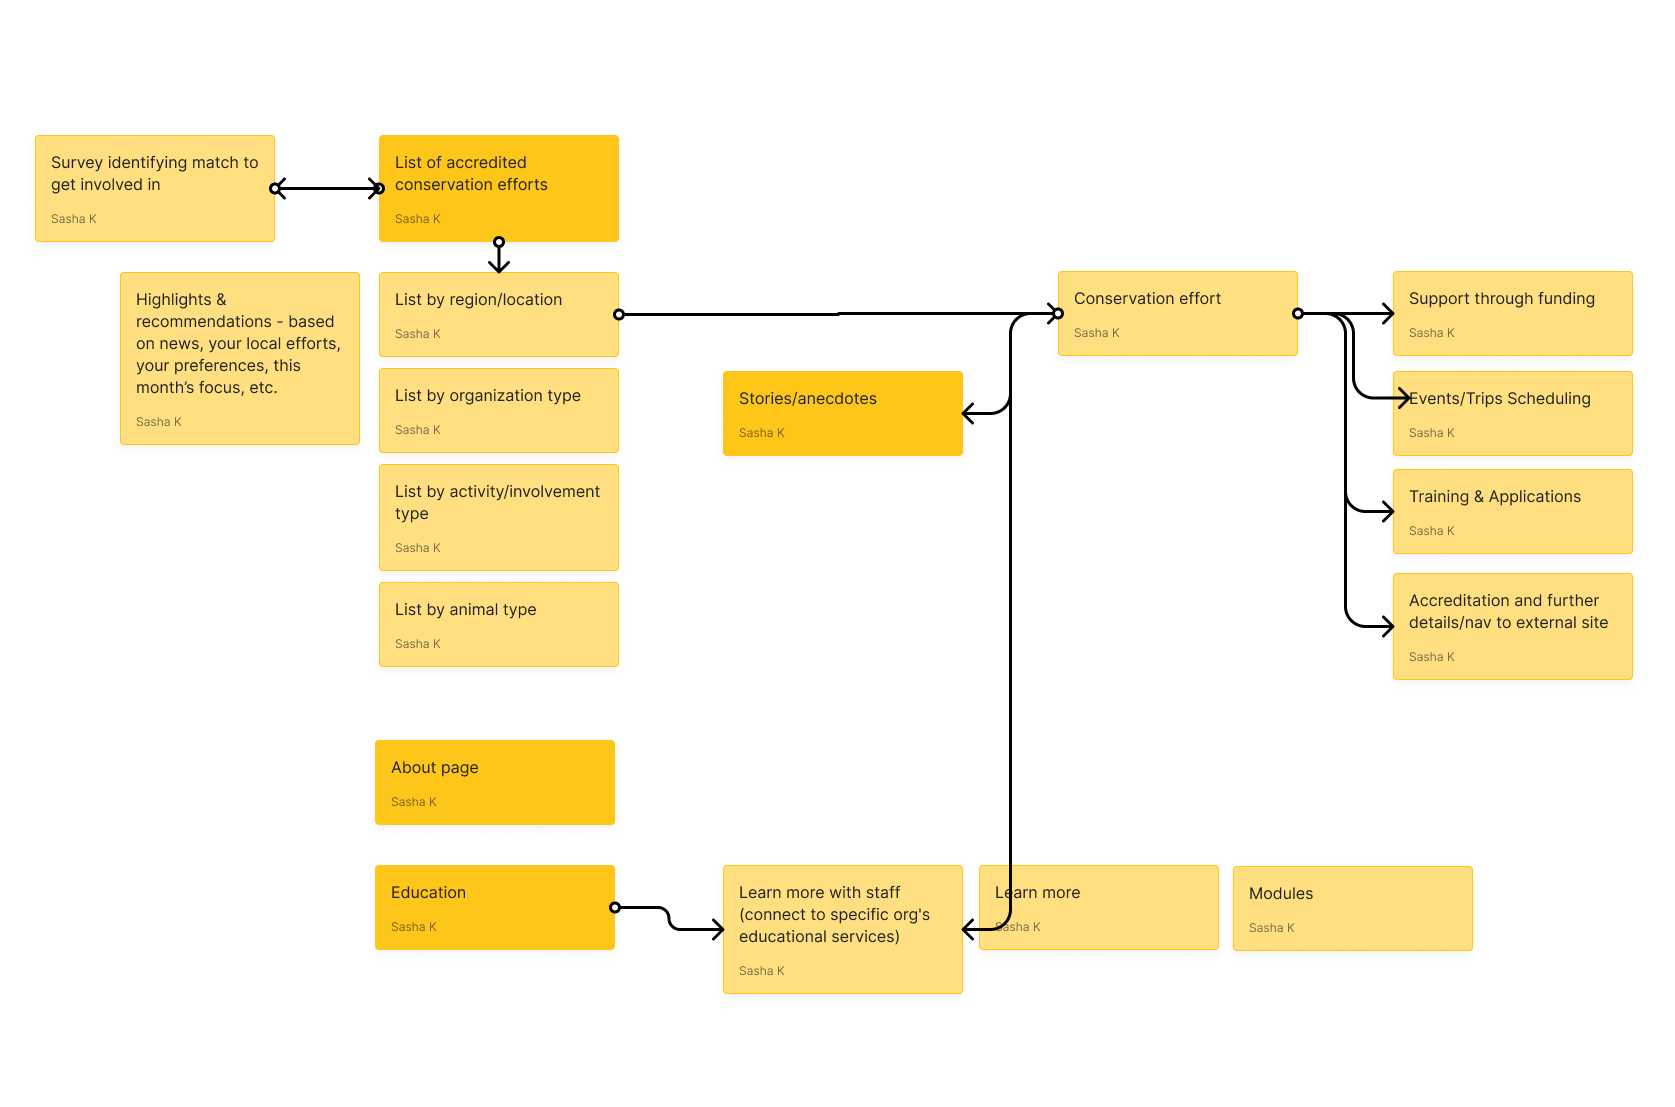 Survey identifying match to
get involved in
Sasha K
List of accredited
conservation efforts
Sasha K
Highlights &
recommendations - based
on news, your local efforts,
your preferences, this
month’s focus, etc.
Sasha K
List by region/location
Sasha K
List by organization type
Sasha K
List by activity/involvement
type
Sasha K
List by animal type
Sasha K
Stories/anecdotes
Sasha K
Conservation effort
Sasha K
Support through funding
Sasha K
Events/Trips Scheduling
Sasha K
Training & Applications
Sasha K
Accreditation and further
details/nav to external site
Sasha K
About page
Sasha K
Education
Sasha K
Learn more with staff
(connect to specific org's
educational services)
Sasha K
Learn more
Sasha K
Modules
Sasha K